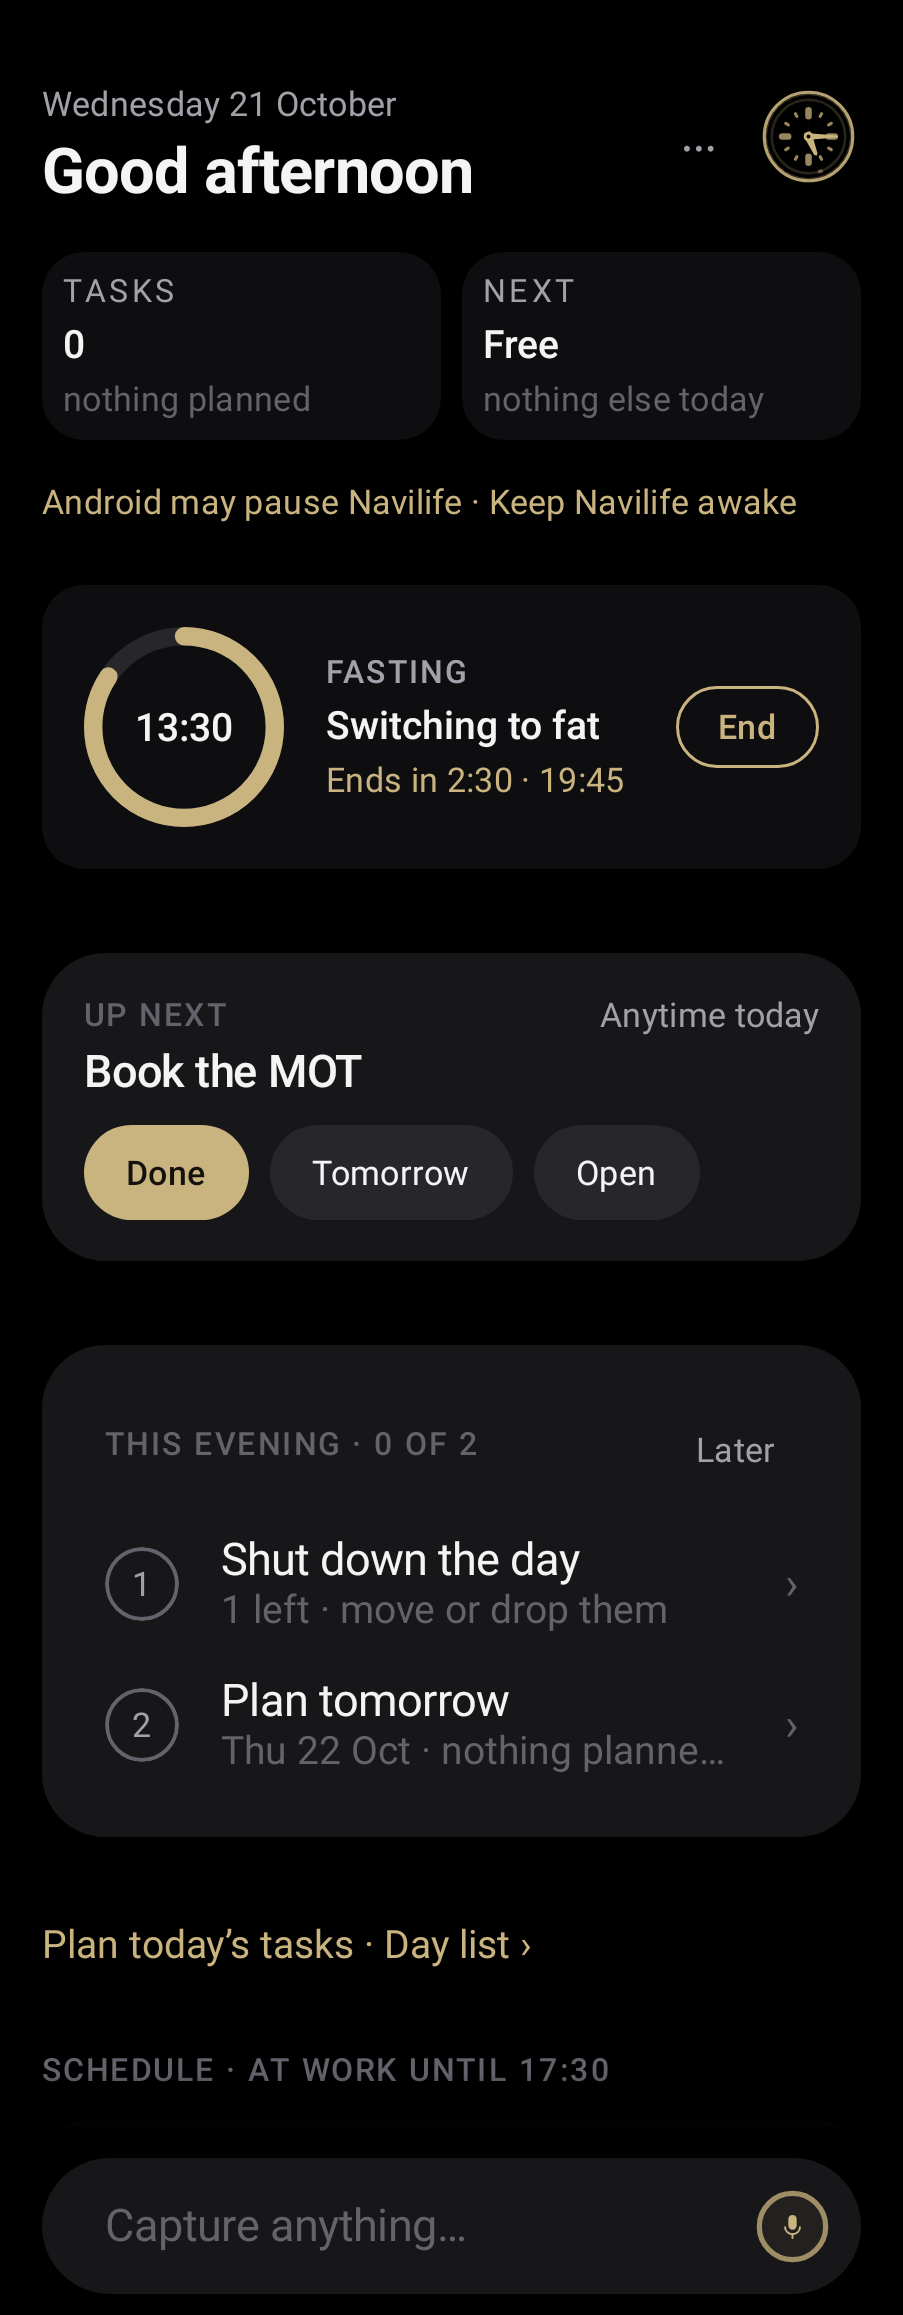 Wednesday 21 October
Good afternoon
...
TASKS
0
nothing planned
NEXT
Free
nothing else today
Android may pause Navilife · Keep Navilife awake
13:30
FASTING
Switching to fat
Ends in 2:30 · 19:45
End
UP NEXT
Anytime today
Book the MOT
Done
Tomorrow
Open
THIS EVENING · 0 OF 2
Later
1
Shut down the day
1 left · move or drop them
›
2
Plan tomorrow
Thu 22 Oct · nothing planne...
›
Plan today’s tasks · Day list ›
SCHEDULE · AT WORK UNTIL 17:30
Capture anything...